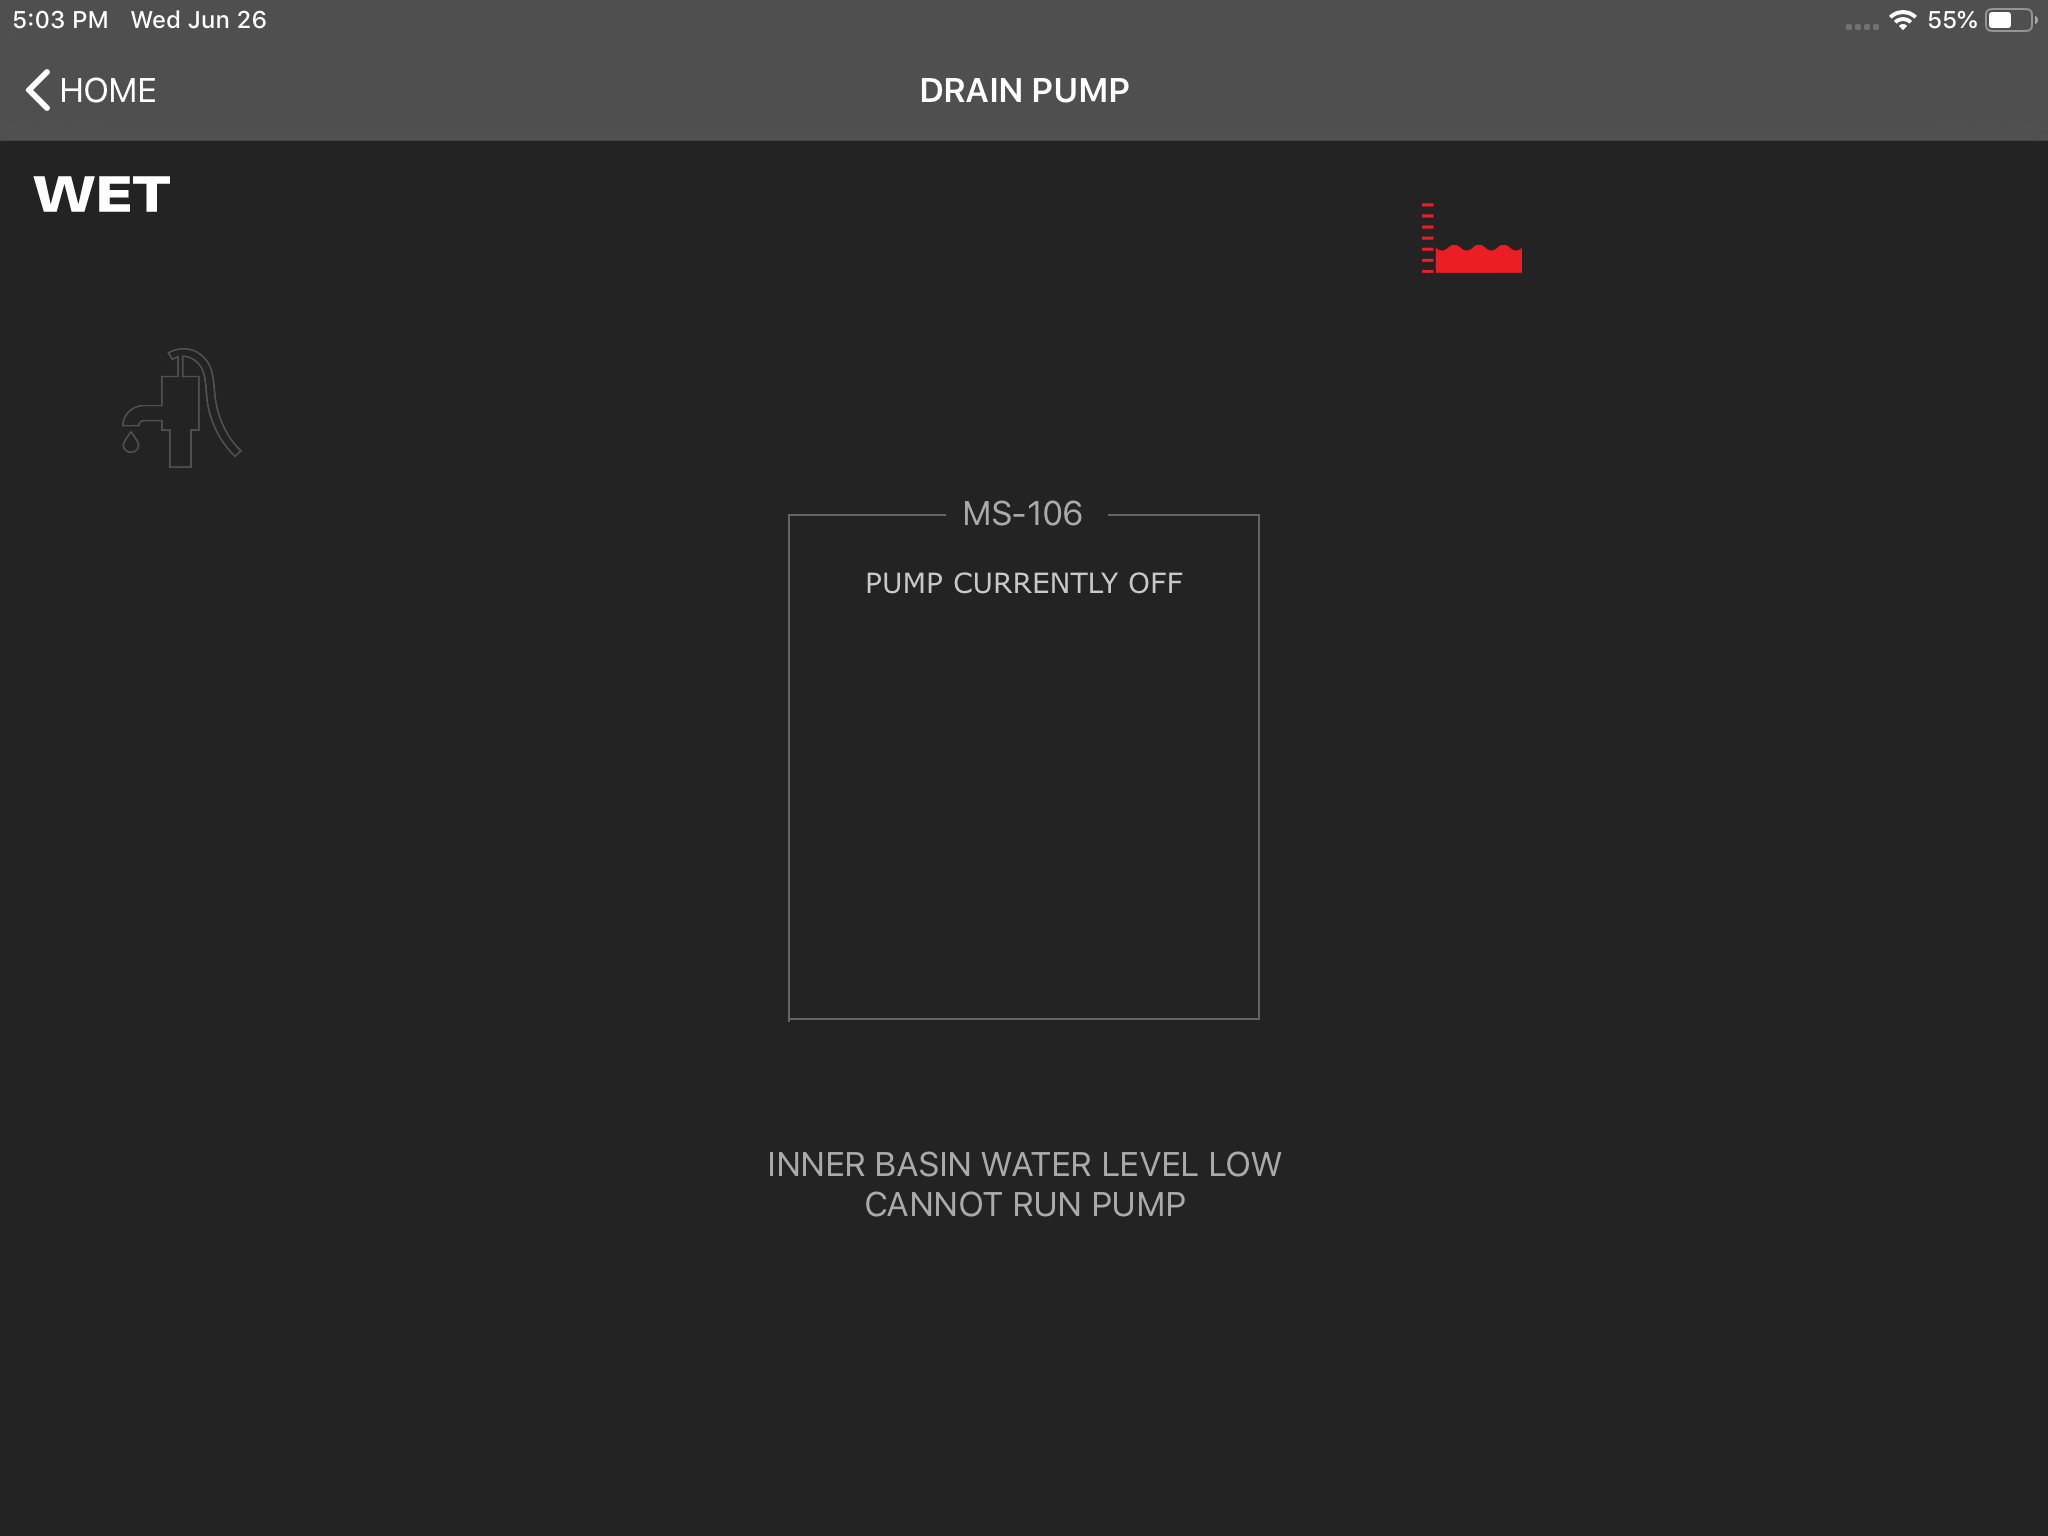 5:03 PM Wed Jun 26
55%
HOME
DRAIN PUMP
WET
MS-106
PUMP CURRENTLY OFF
INNER BASIN WATER LEVEL LOW
CANNOT RUN PUMP